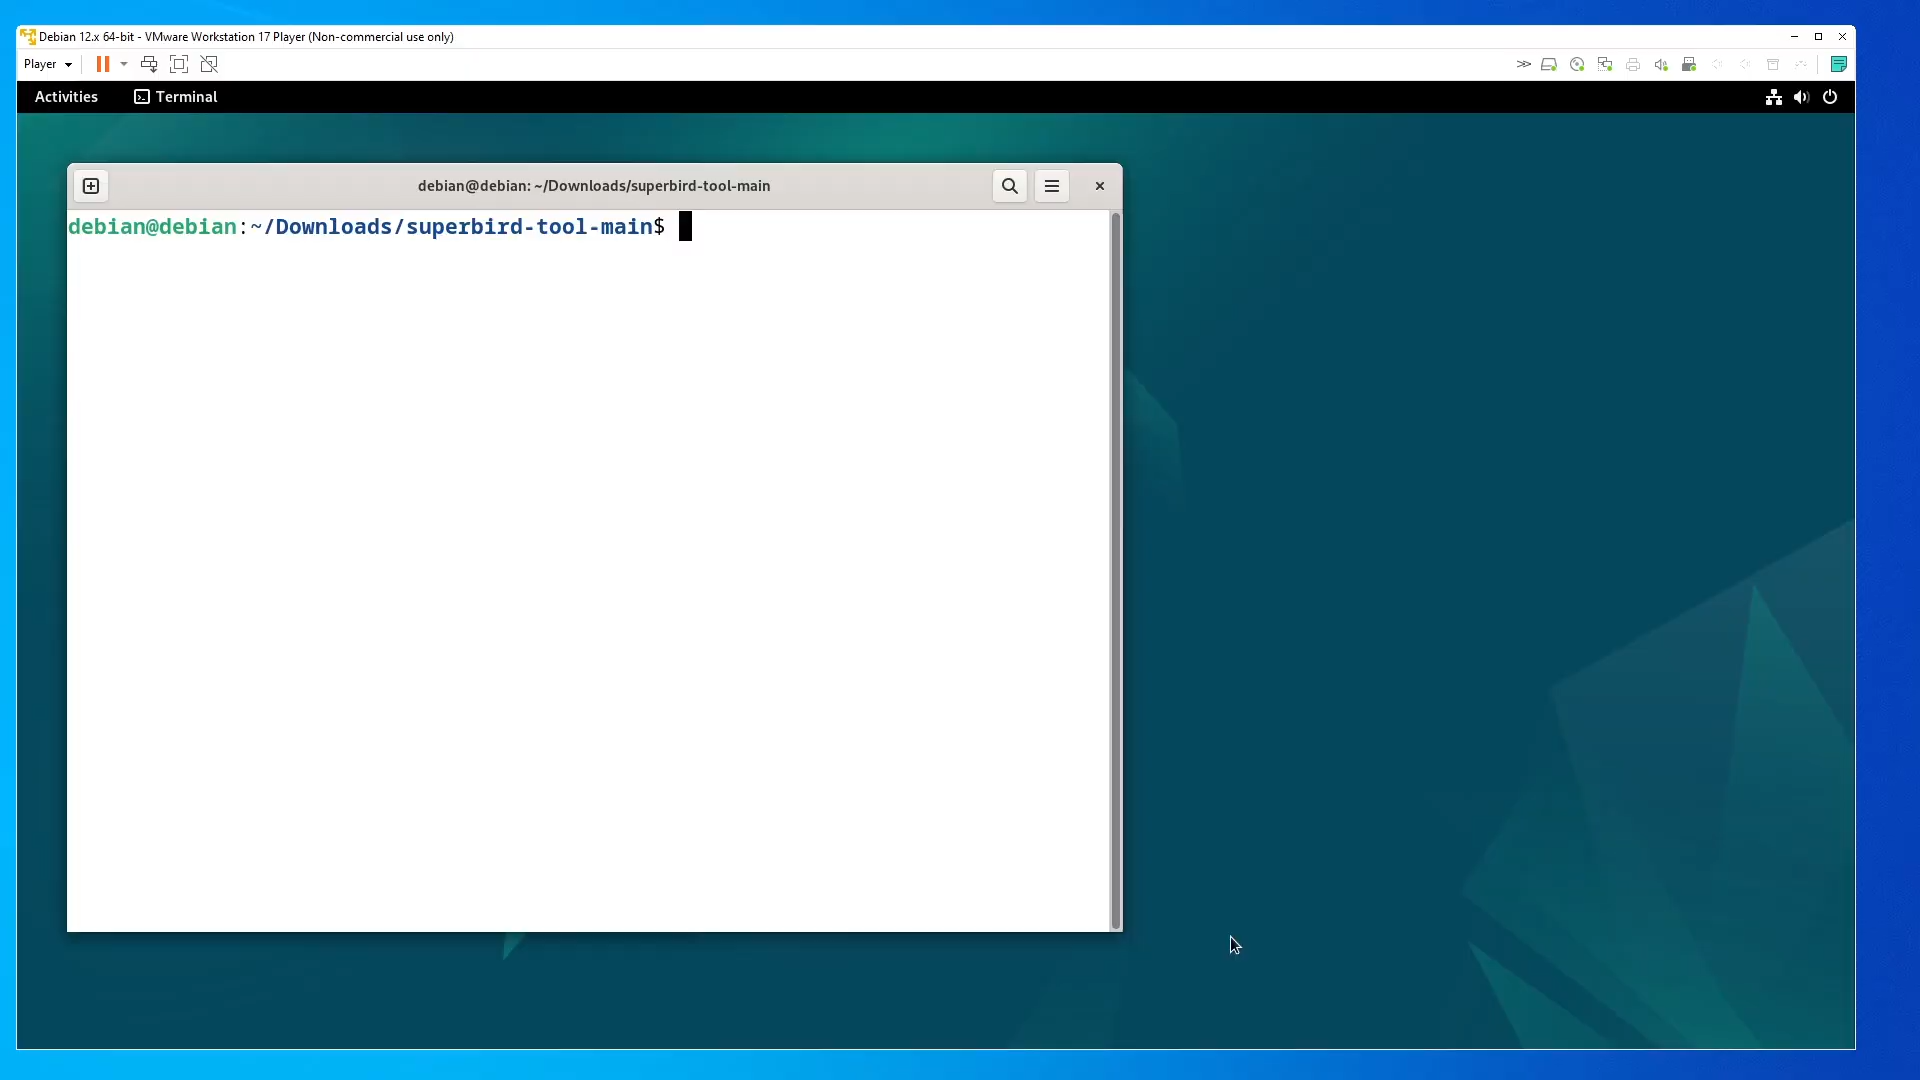 Debian 12.x 64-bit - VMware Workstation 17 Player (Non-commercial use only)
Player
Activities
Terminal
debian@debian: ~/Downloads/superbird-tool-main
debian@debian:~/Downloads/superbird-tool-main$